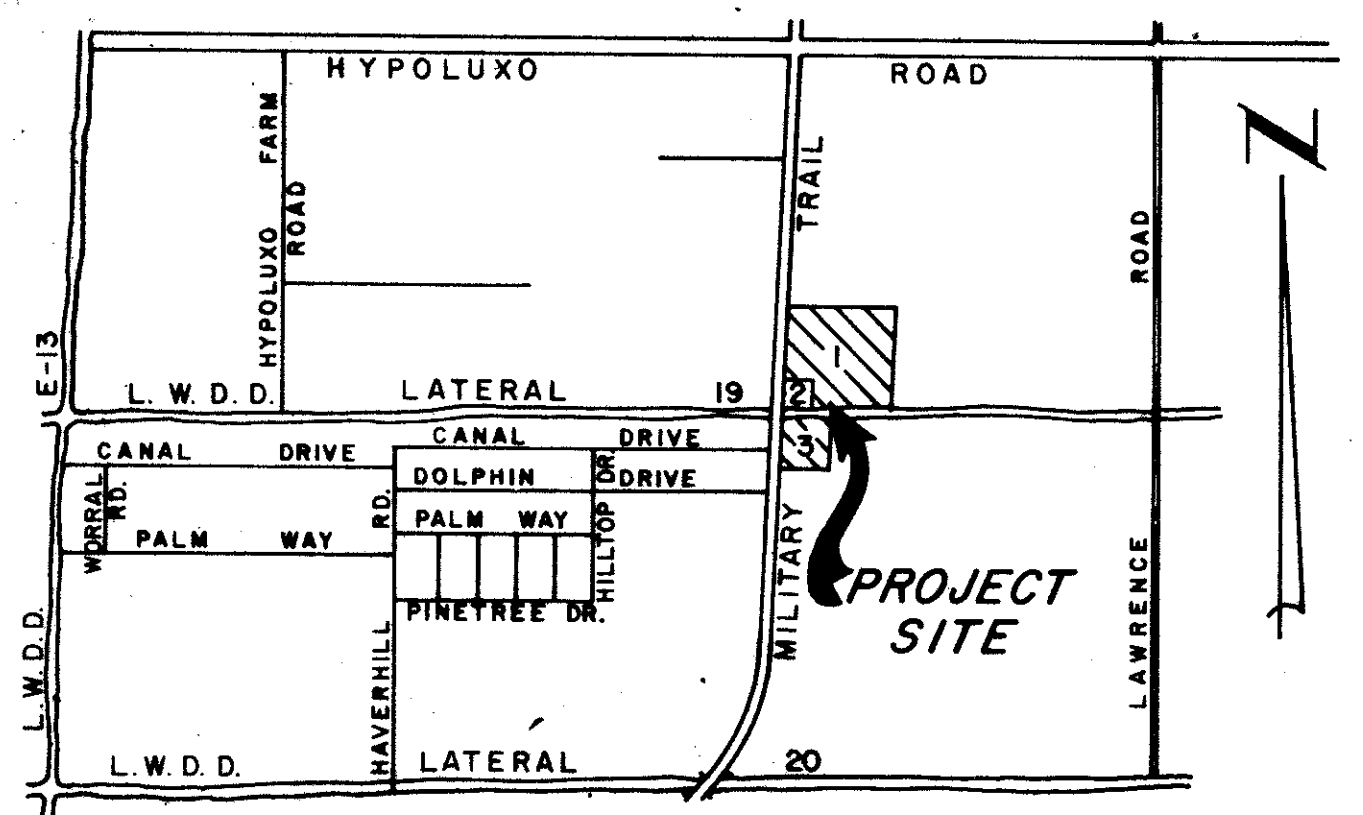 HYPOLUXO ROAD
HYPOLUXO FARM
ROAD
TRAIL
ROAD
N
E-13
1
L. W. D. D. LATERAL 19
2
CANAL DRIVE
CANAL DRIVE
3
WORRAL
RD.
DOLPHIN DRIVE
RD.
DR.
PALM WAY
PALM WAY
HILLTOP
PINETREE DR.
MILITARY
PROJECT
SITE
LAWRENCE
L.W.D.D.
HAVERHILL
L. W. D. D. LATERAL 20